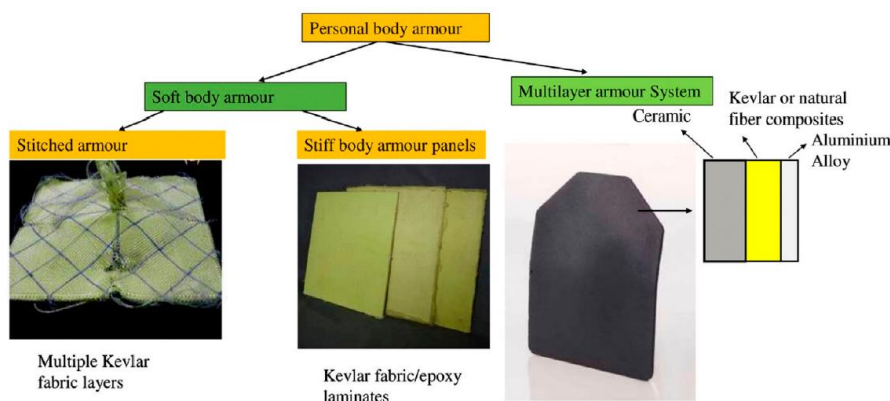 Personal body armour
Soft body armour
Multilayer armour System
Stitched armour
Stiff body armour panels
Ceramic
Kevlar or natural
fiber composites
Aluminium
Alloy
Multiple Kevlar
fabric layers
Kevlar fabric/epoxy
laminates